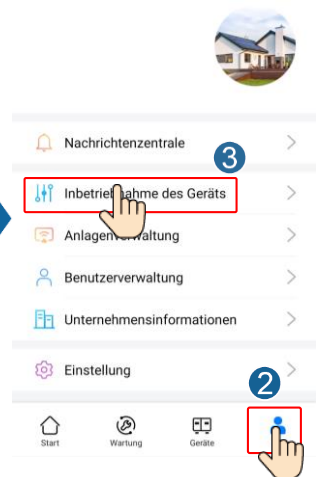 Nachrichtenzentrale
3
Inbetriebnahme des Geräts
Anlagenverwaltung
Benutzerverwaltung
Unternehmensinformationen
Einstellung
2
Start
Wartung
Geräte